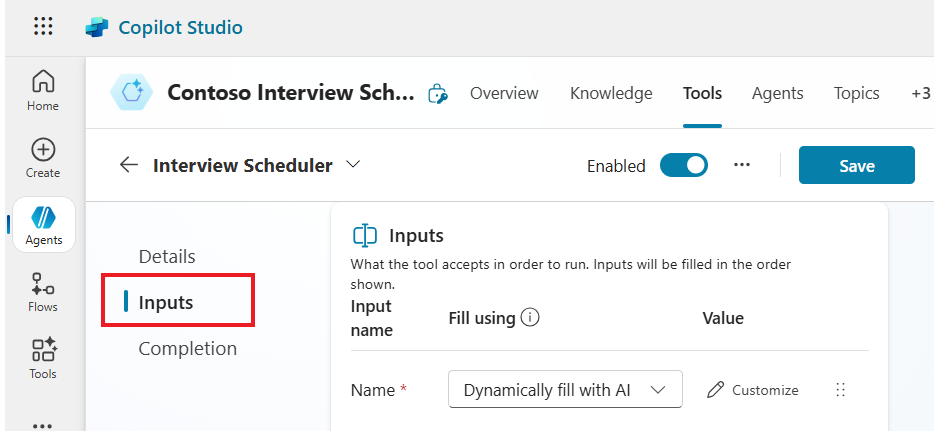 Copilot Studio
Home
Create
Agents
Flows
Tools
Contoso Interview Sch...
Overview
Knowledge
Tools
Agents
Topics
+3
Interview Scheduler
Enabled
...
Save
Details
Inputs
Completion
Inputs
What the tool accepts in order to run. Inputs will be filled in the order
shown.
Input
name
Fill using
Value
Name *
Dynamically fill with AI
Customize